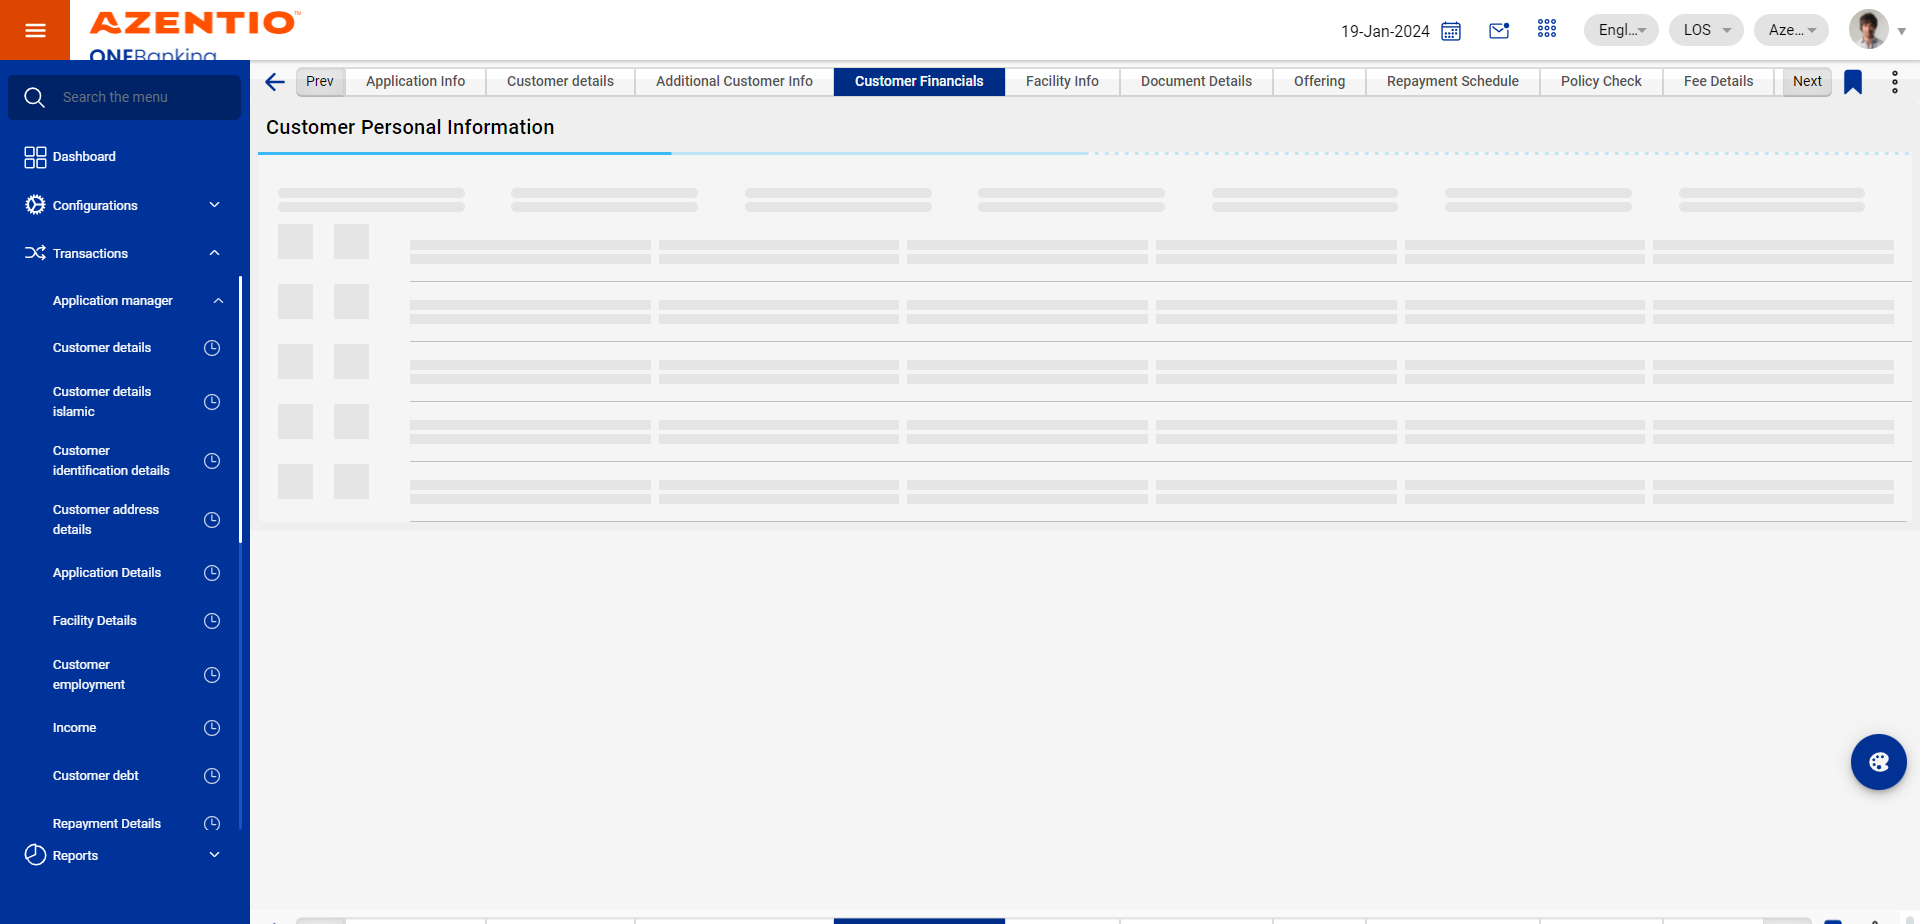 AZENTIO™
ONEBanking
19-Jan-2024
Engl...
LOS
Aze...
Search the menu
Dashboard
Configurations
Transactions
Application manager
Customer details
Customer details
islamic
Customer
identification details
Customer address
details
Application Details
Facility Details
Customer
employment
Income
Customer debt
Repayment Details
Reports
Prev
Application Info
Customer details
Additional Customer Info
Customer Financials
Facility Info
Document Details
Offering
Repayment Schedule
Policy Check
Fee Details
Next
Customer Personal Information